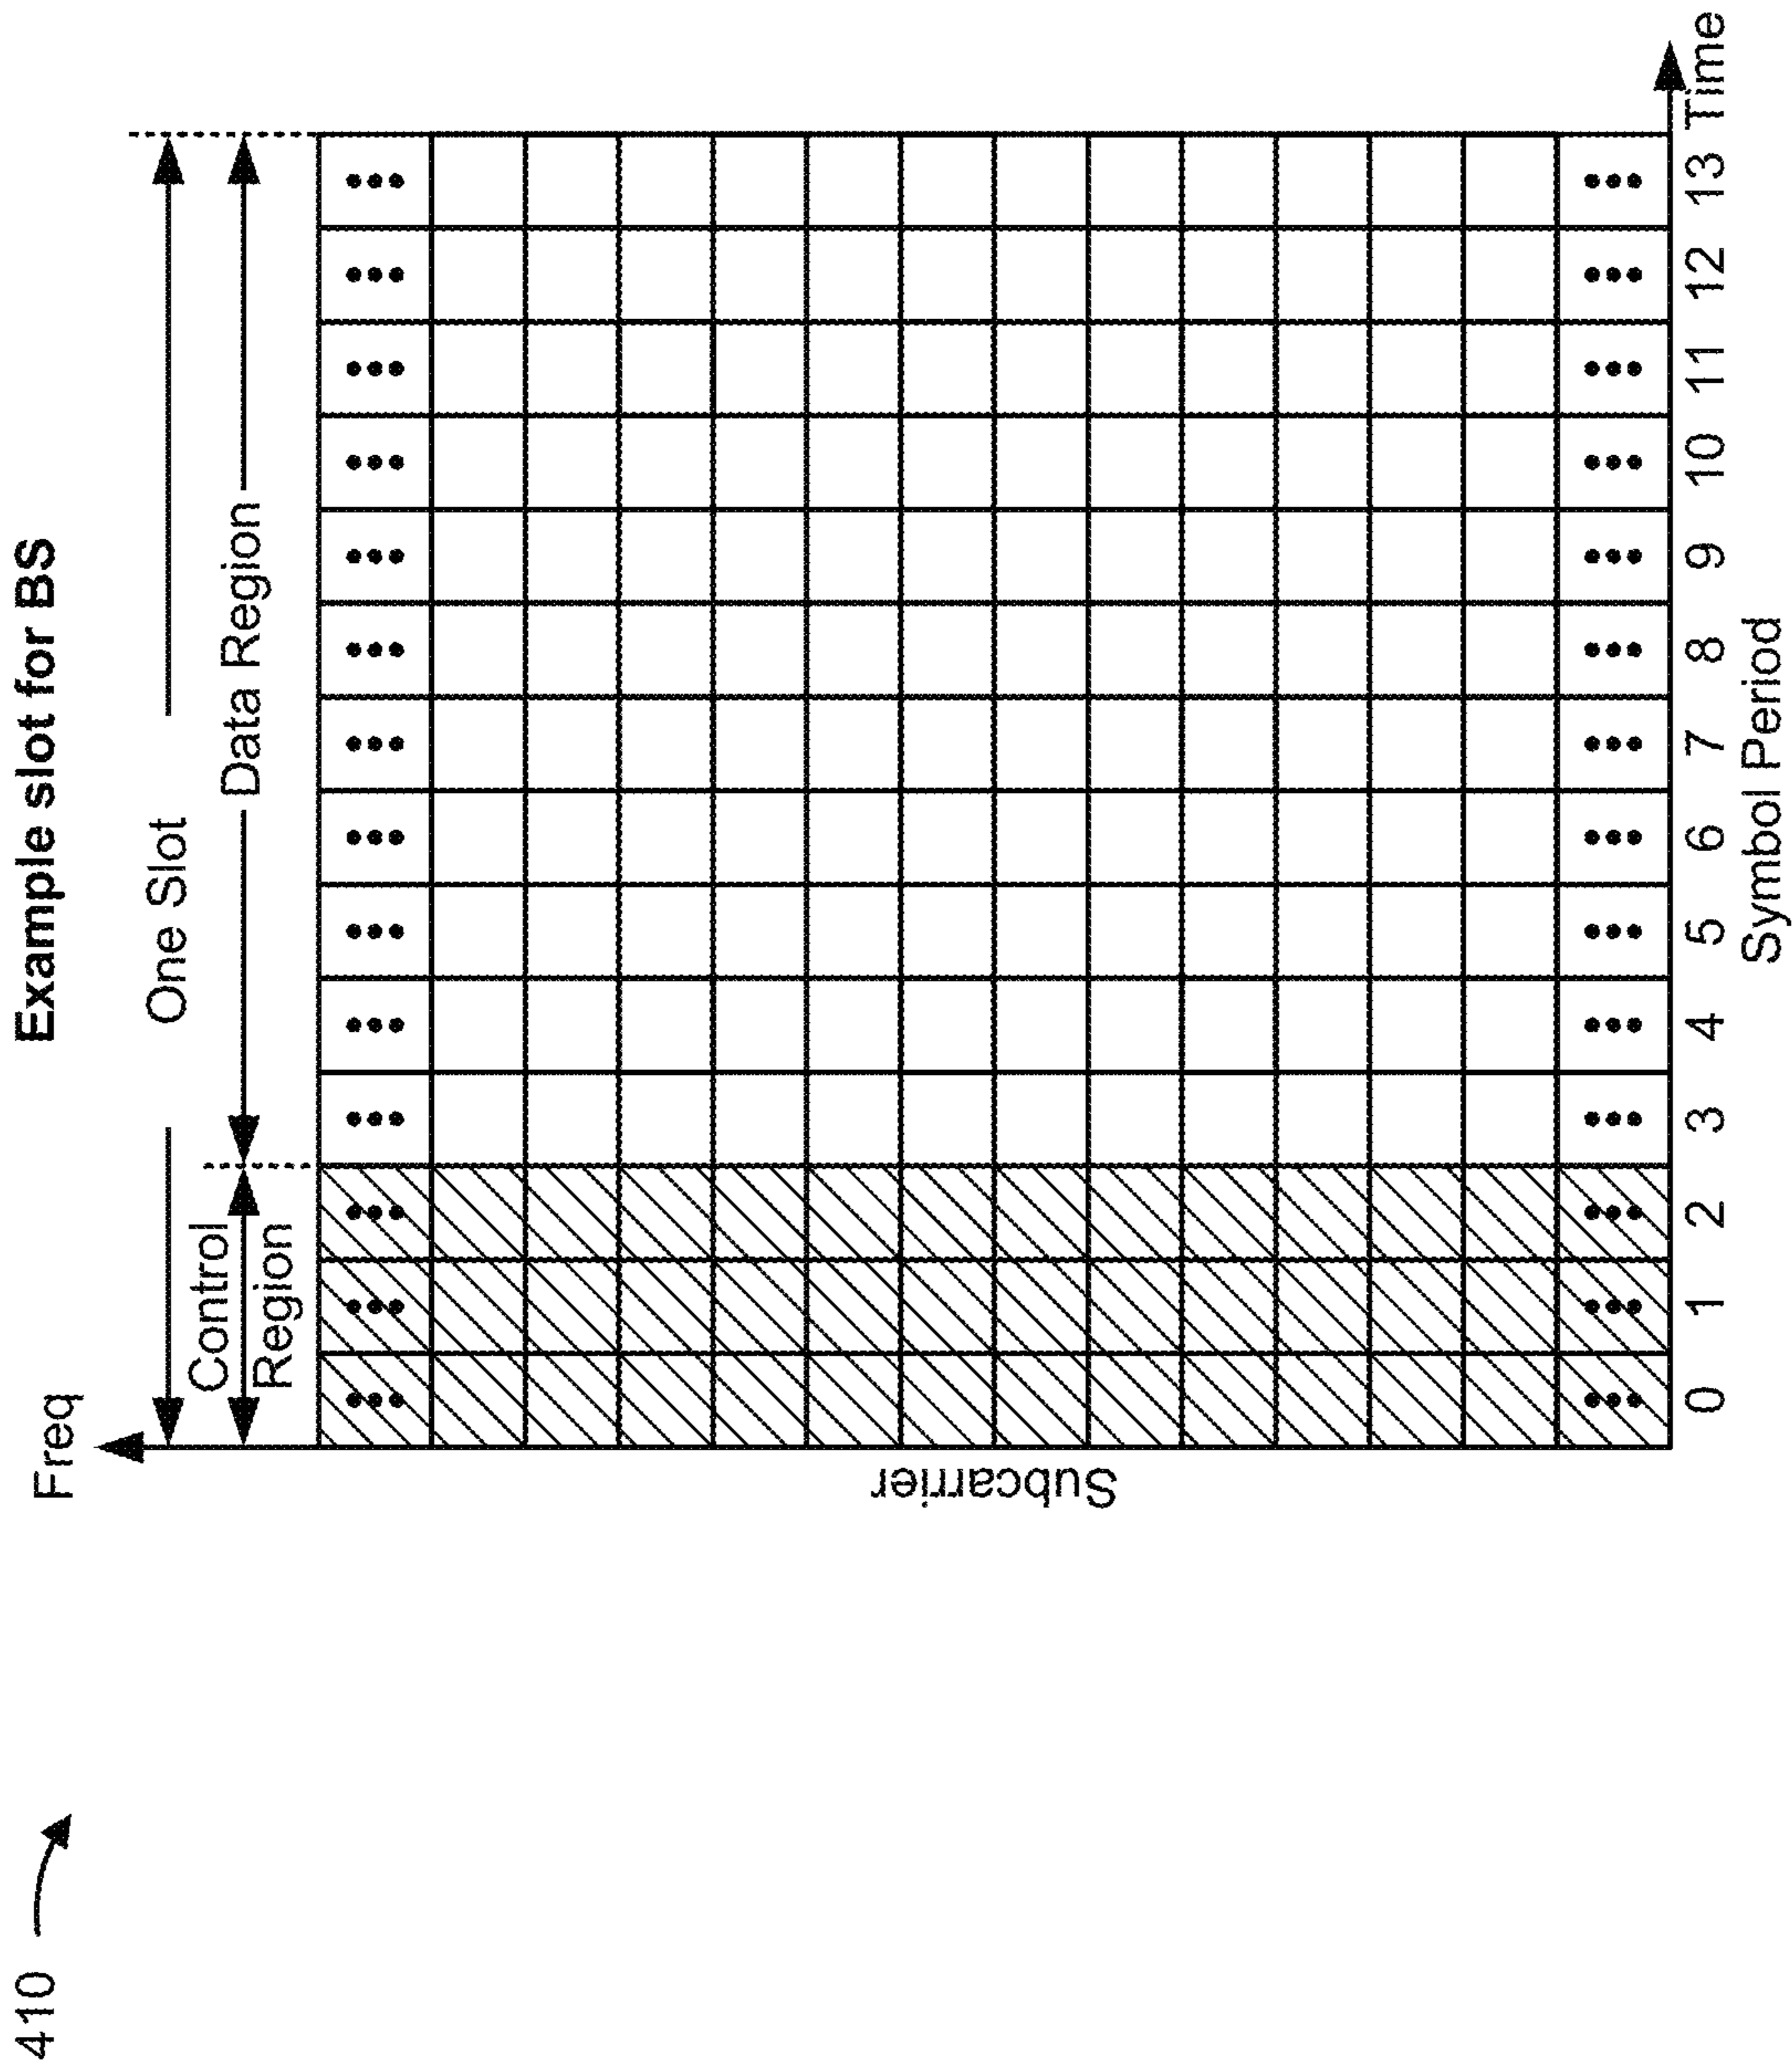 410
Example slot for BS
Freq
One Slot
Control
Region
Data Region
Subcarrier
0 1 2 3 4 5 6 7 8 9 10 11 12 13 Time
Symbol Period